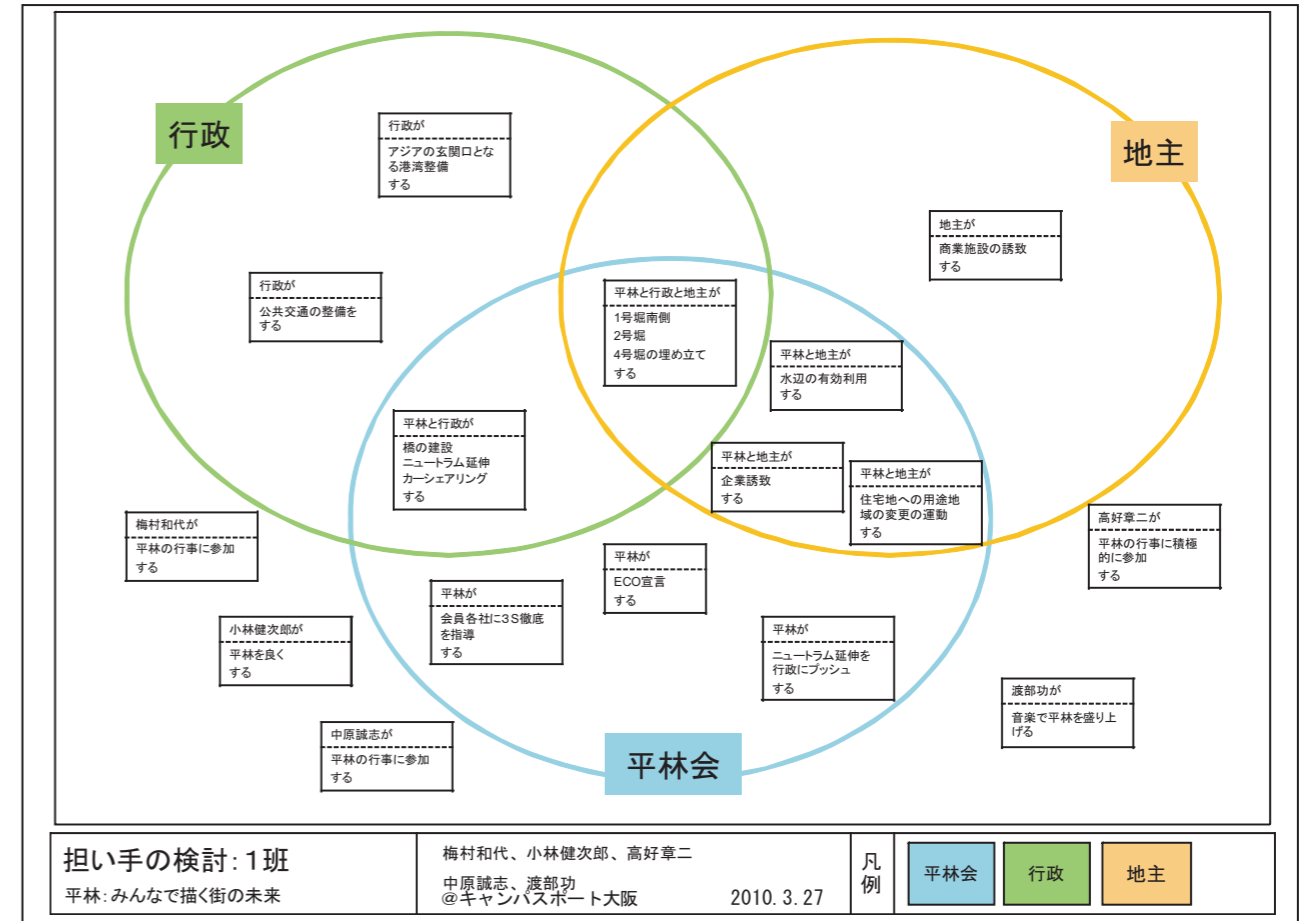 行政
地主
行政が
アジアの玄関口とな
る港湾整備
する
地主が
商業施設の誘致
する
行政が
公共交通の整備を
する
平林と行政と地主が
1号堀南側
2号堀
4号堀の埋め立て
する
平林と地主が
水辺の有効利用
する
平林と行政が
橋の建設
ニュートラム延伸
カーシェアリング
する
平林と地主が
企業誘致
する
平林と地主が
住宅地への用途地
域の変更の運動
する
梅村和代が
平林の行事に参加
する
高好章二が
平林の行事に積極
的に参加
する
平林が
ECO宣言
する
平林が
会員各社に3S徹底
を指導
する
小林健次郎が
平林を良く
する
平林が
ニュートラム延伸を
行政にプッシュ
する
渡部功が
音楽で平林を盛り上
げる
中原誠志が
平林の行事に参加
する
平林会
担い手の検討：1班
平林：みんなで描く街の未来
梅村和代、小林健次郎、高好章二
中原誠志、渡部功
@キャンパスポート大阪 2010.3.27
凡例
平林会 行政 地主